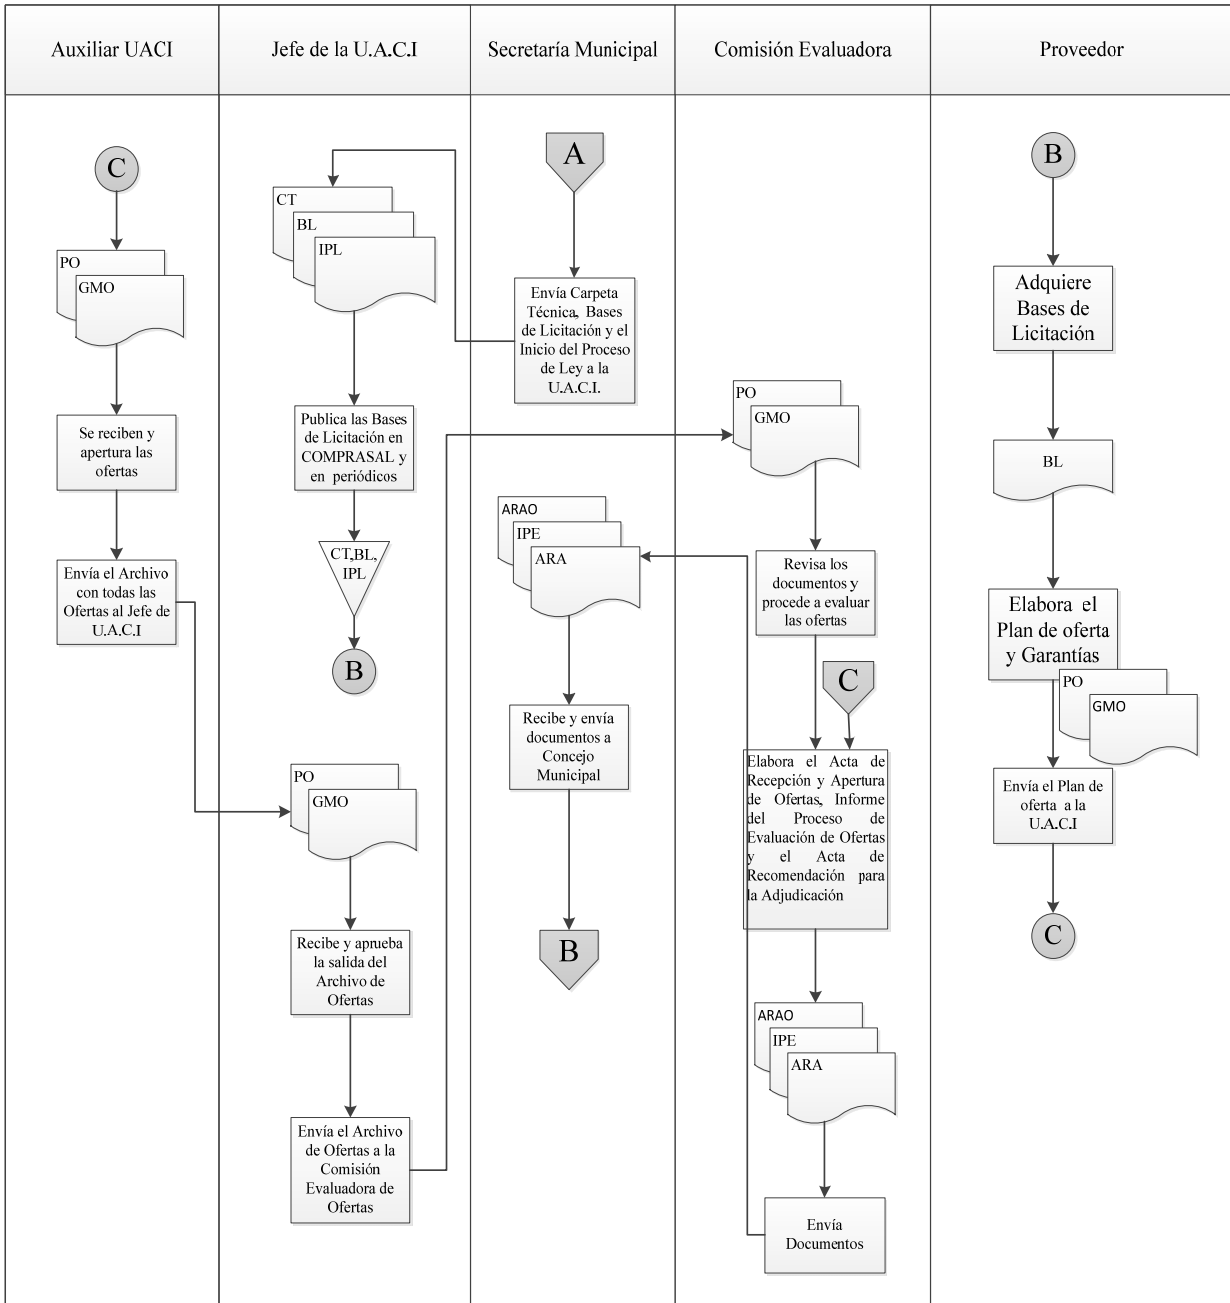 Auxiliar UACI
Jefe de la U.A.C.I
Secretaría Municipal
Comisión Evaluadora
Proveedor
C
PO
GMO
Se reciben y
apertura las
ofertas
Envía el Archivo
con todas las
Ofertas al Jefe de
U.A.C.I
CT
BL
IPL
Publica las Bases
de Licitación en
COMPRASAL y
en periódicos
CT,BL,
IPL
B
PO
GMO
Recibe y aprueba
la salida del
Archivo de
Ofertas
Envía el Archivo
de Ofertas a la
Comisión
Evaluadora de
Ofertas
A
Envía Carpeta
Técnica, Bases
de Licitación y el
Inicio del Proceso
de Ley a la
U.A.C.I.
ARAO
IPE
ARA
Recibe y envía
documentos a
Concejo
Municipal
B
PO
GMO
Revisa los
documentos y
procede a evaluar
las ofertas
C
Elabora el Acta de
Recepción y Apertura
de Ofertas, Informe
del Proceso de
Evaluación de Ofertas
y el Acta de
Recomendación para
la Adjudicación
ARAO
IPE
ARA
Envía
Documentos
B
Adquiere
Bases de
Licitación
BL
Elabora el
Plan de oferta
y Garantías
PO
GMO
Envía el Plan de
oferta a la
U.A.C.I
C